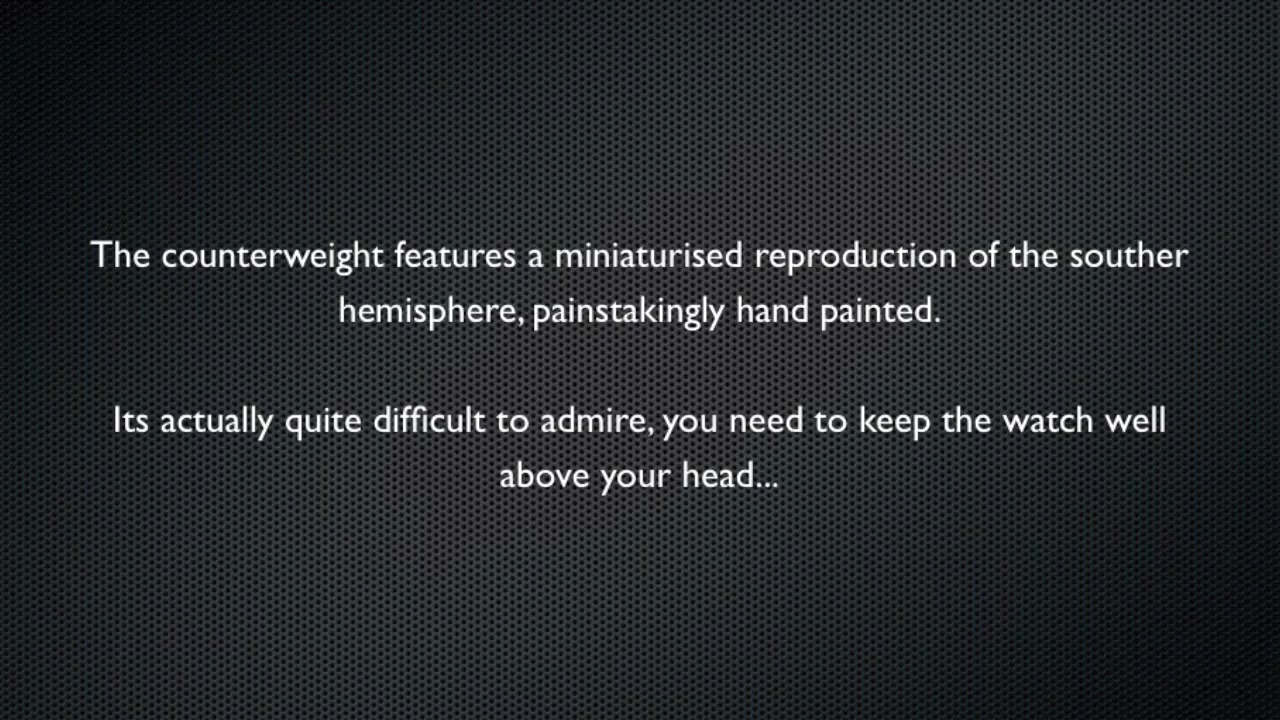 The counterweight features a miniaturised reproduction of the souther
hemisphere, painstakingly hand painted.
Its actually quite difficult to admire, you need to keep the watch well
above your head...